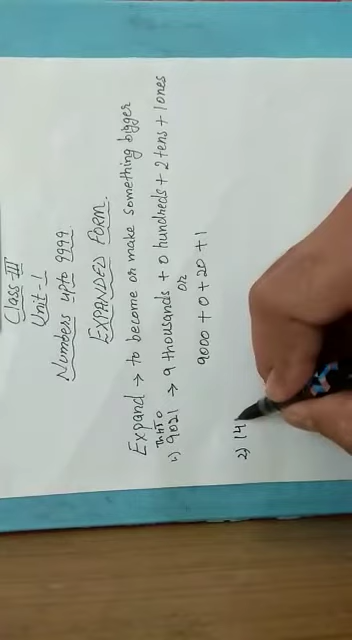 Class-III
Unit-1
Numbers upto 9999
EXPANDED FORM.
Expand → to become or make something bigger
Th H T O
1) 9021 → 9 thousands + 0 hundreds + 2 tens + 1 ones
or
9000 + 0 + 20 + 1
2) 14